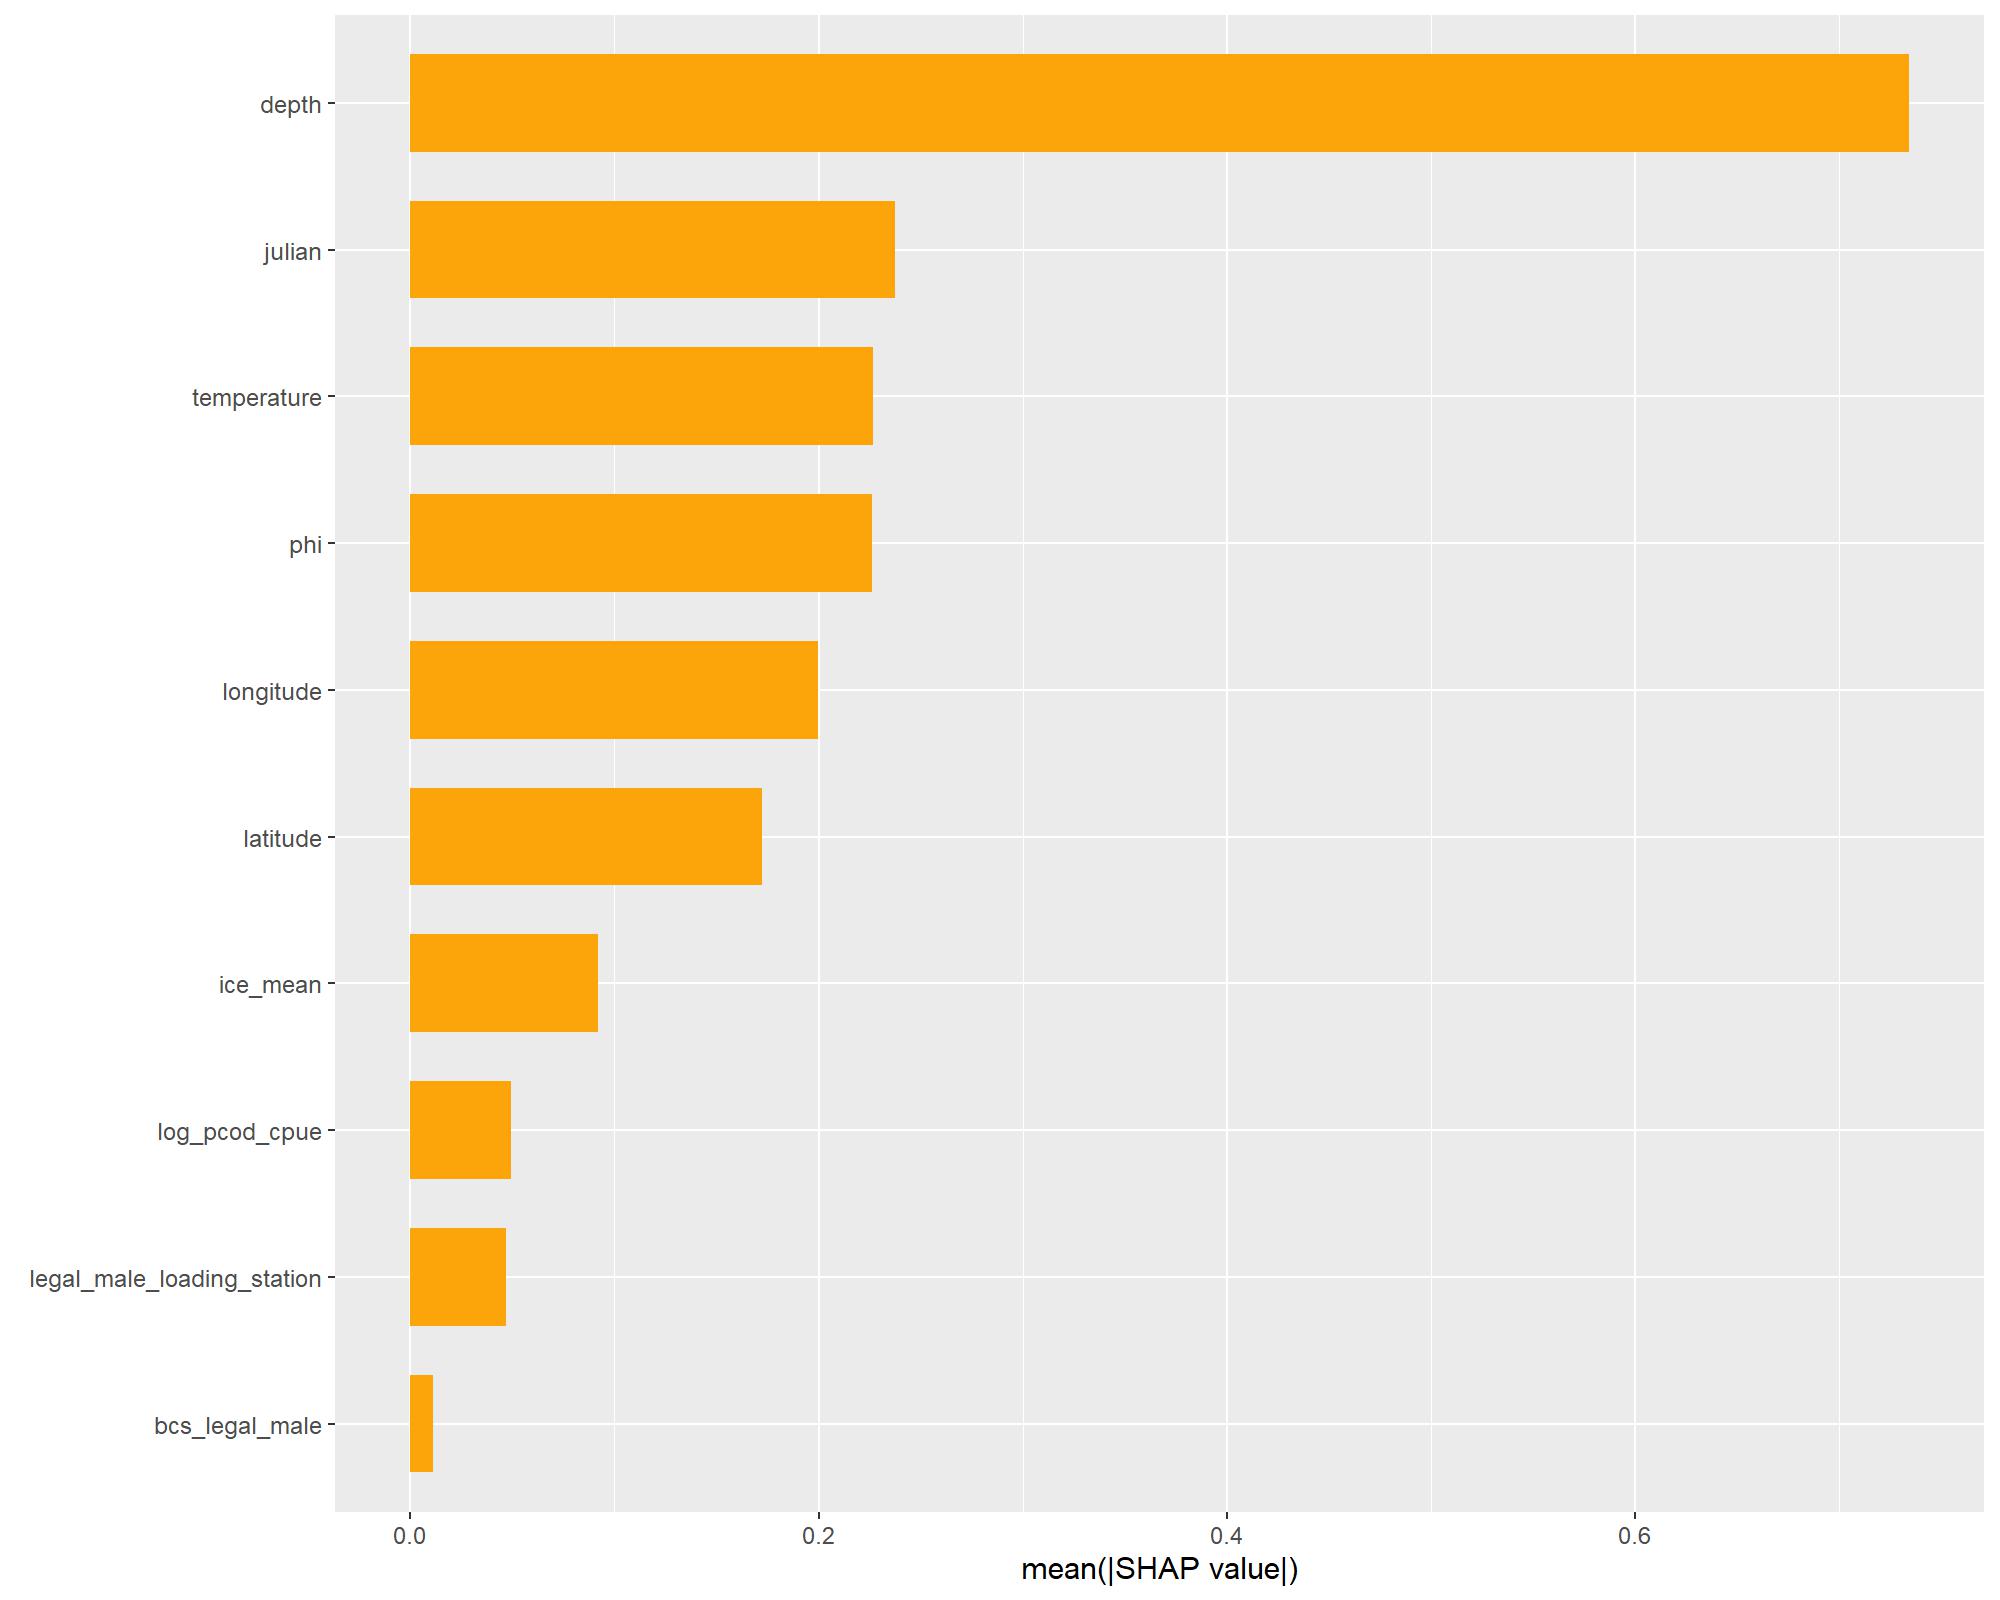 depth
julian
temperature
phi
longitude
latitude
ice_mean
log_pcod_cpue
legal_male_loading_station
bcs_legal_male
0.0 0.2 0.4 0.6
mean(|SHAP value|)